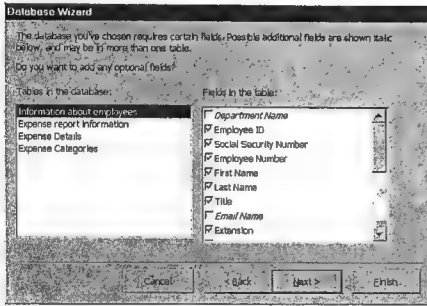 Database Wizard
The database you've chosen requires certain fields. Possible additional fields are shown italic
below, and may be in more than one table.
Do you want to add any optional fields?
Tables in the database:
Fields in the table:
Information about employees
Expense report information
Expense Details
Expense Categories
Department Name
Employee ID
Social Security Number
Employee Number
First Name
Last Name
Title
Email Name
Extension
Cancel
< Back
Next >
Finish